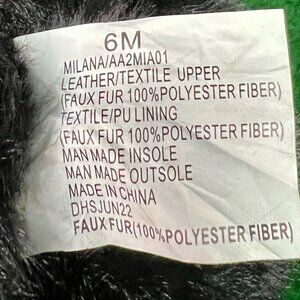 6M
MILANA/AA2MIA01
LEATHER/TEXTILE UPPER
(FAUX FUR 100%POLYESTER FIBER)
TEXTILE/PU LINING
(FAUX FUR 100%POLYESTER FIBER)
MAN MADE INSOLE
MAN MADE OUTSOLE
MADE IN CHINA
DHSJUN22
FAUX FUR(100%POLYESTER FIBER)